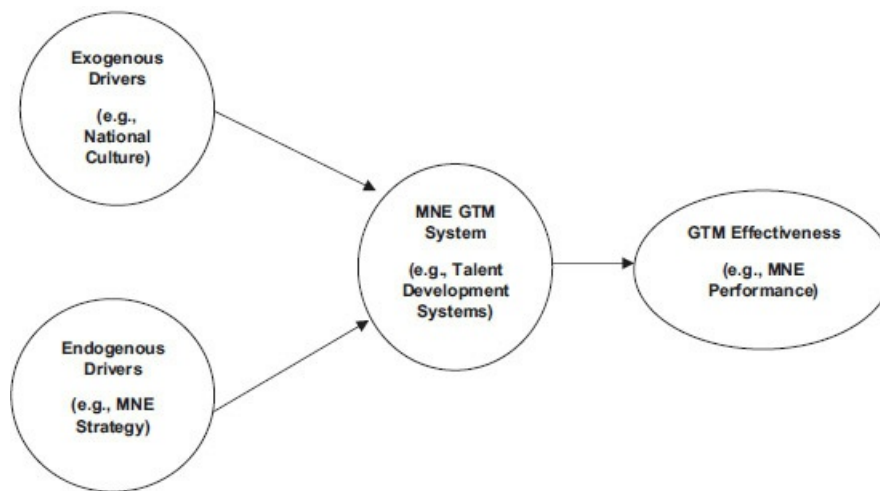 Exogenous
Drivers
(e.g.,
National
Culture)
MNE GTM
System
(e.g., Talent
Development
Systems)
GTM Effectiveness
(e.g., MNE
Performance)
Endogenous
Drivers
(e.g., MNE
Strategy)